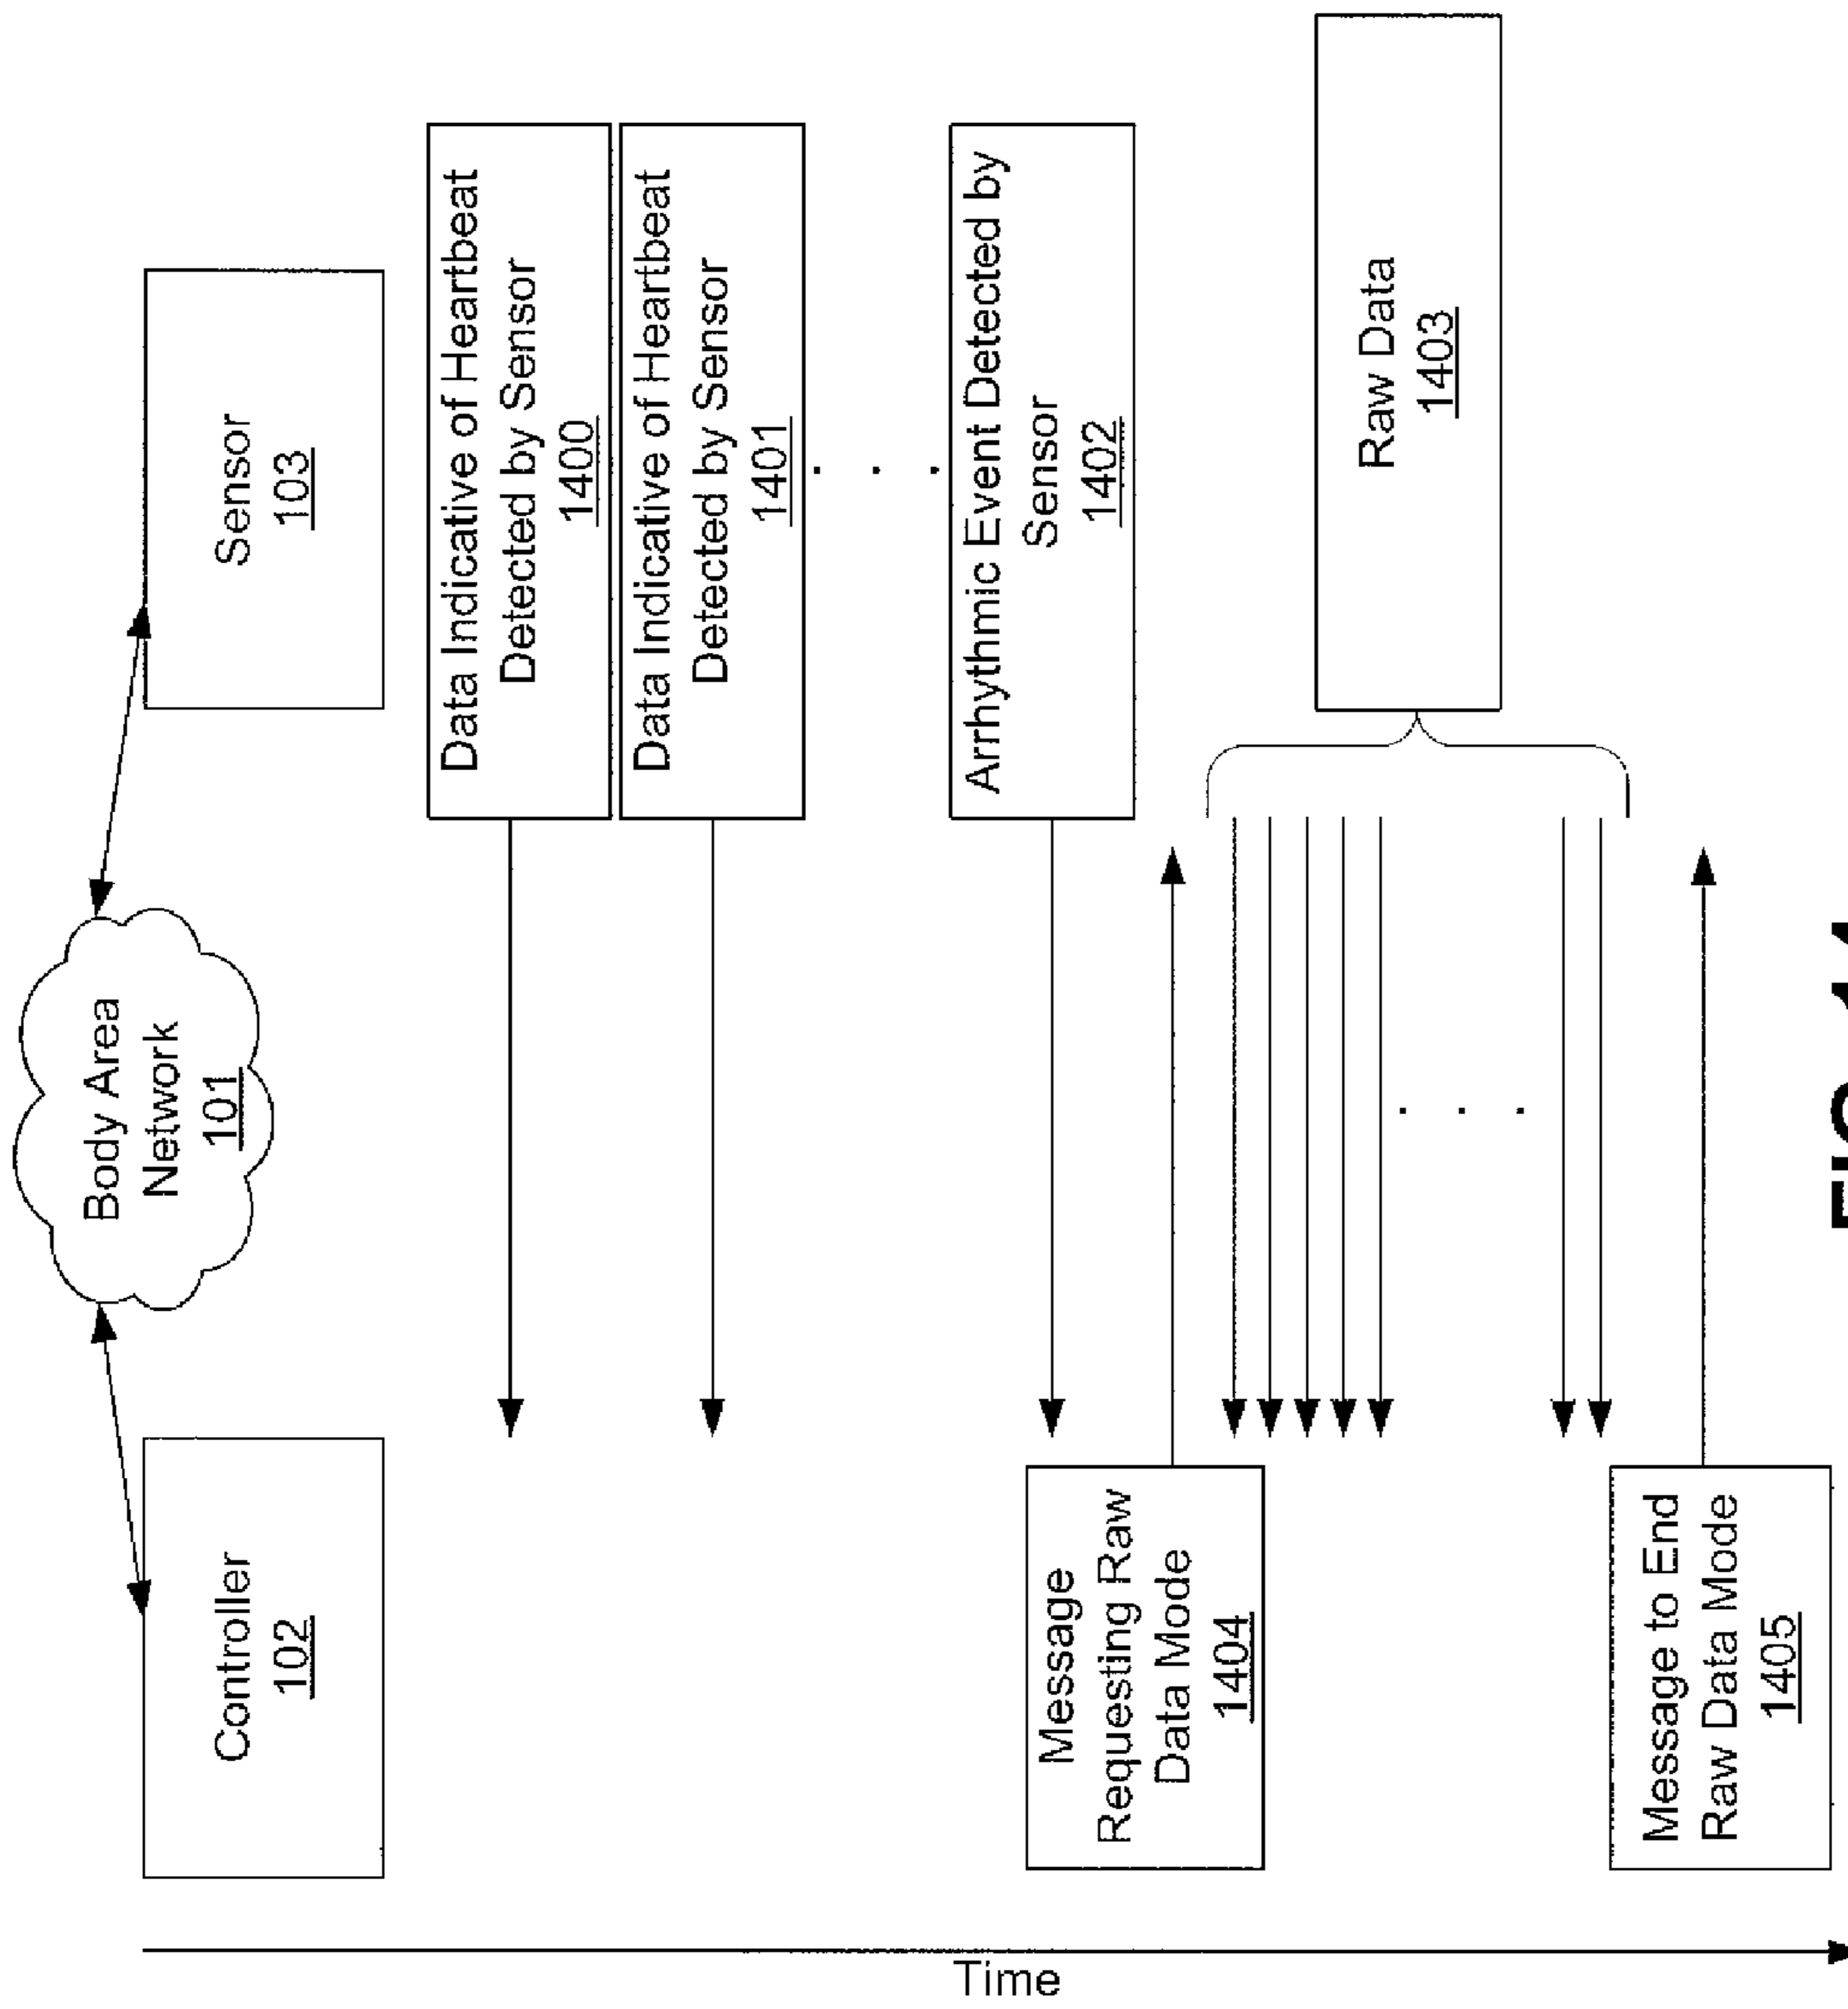 Body Area
Network
101
Controller
102
Sensor
103
Data Indicative of Heartbeat
Detected by Sensor
1400
Data Indicative of Heartbeat
Detected by Sensor
1401
. . .
Arrhythmic Event Detected by
Sensor
1402
Time
Message
Requesting Raw
Data Mode
1404
Raw Data
1403
. . .
Message to End
Raw Data Mode
1405